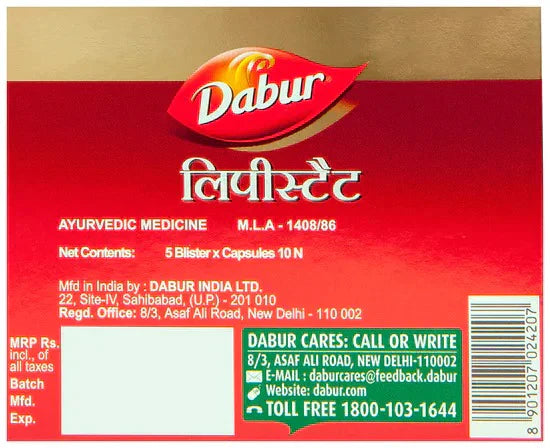 Dabur
लिपीस्टैट
AYURVEDIC MEDICINE M.L.A - 1408/86
Net Contents: 5 Blister x Capsules 10 N
Mfd in India by : DABUR INDIA LTD.
22, Site-IV, Sahibabad, (U.P.) - 201 010
Regd. Office: 8/3, Asaf Ali Road, New Delhi - 110 002
MRP Rs.
incl., of
all taxes
Batch
Mfd.
Exp.
DABUR CARES: CALL OR WRITE
8/3, ASAF ALI ROAD, NEW DELHI-110002
E-MAIL : daburcares@feedback.dabur
Website: dabur.com
TOLL FREE 1800-103-1644
8 901207 024207